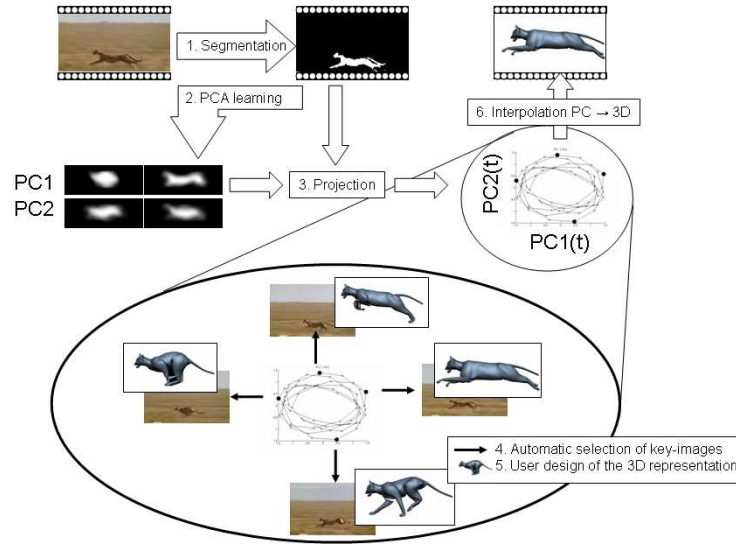 1. Segmentation
2. PCA learning
6. Interpolation PC → 3D
PC1
PC2
3. Projection
PC2(t)
PC1(t)
4. Automatic selection of key-images
5. User design of the 3D representation